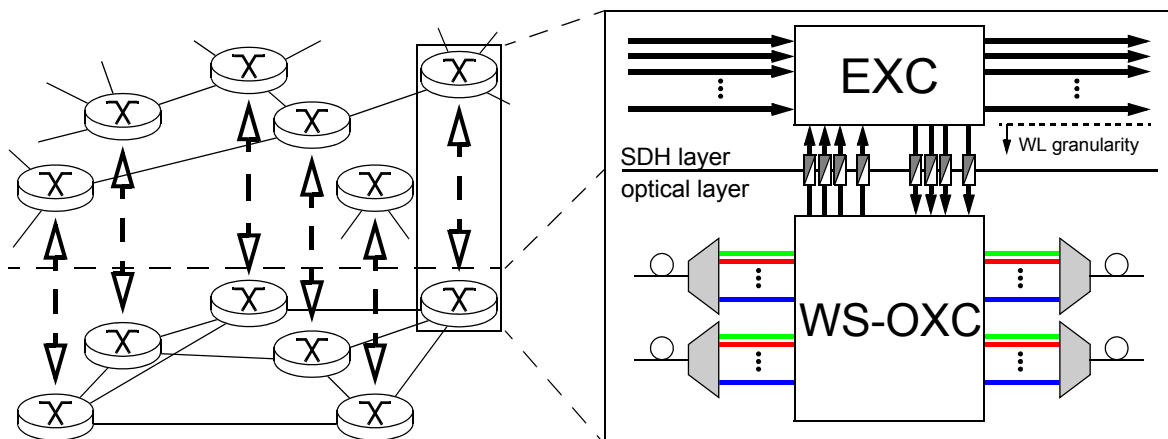 EXC
WL granularity
SDH layer
optical layer
WS-OXC